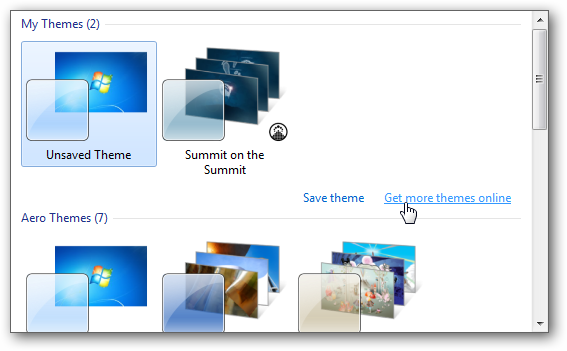 My Themes (2)
Unsaved Theme
Summit on the
Summit
Save theme
Get more themes online
Aero Themes (7)